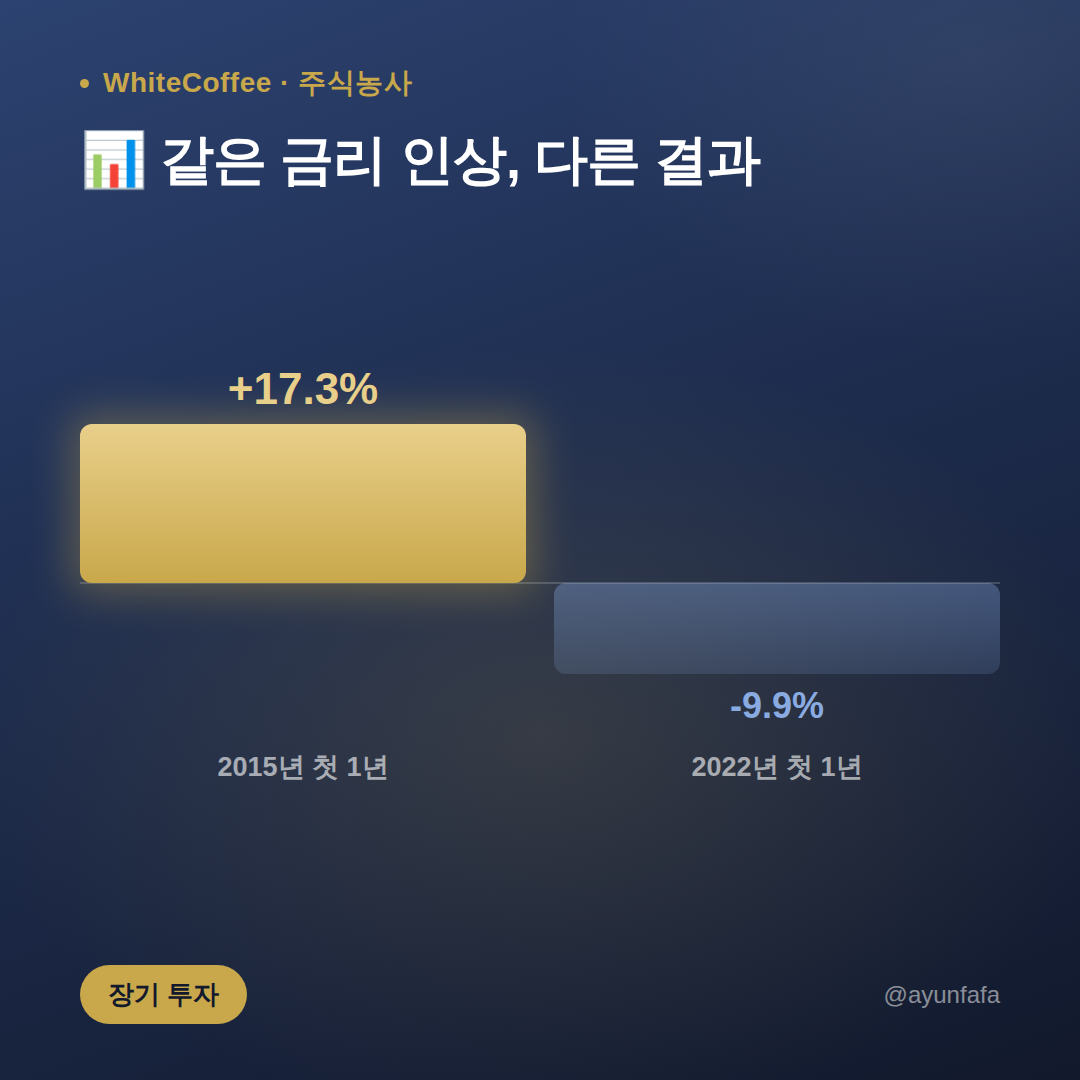 WhiteCoffee · 주식농사
📊 같은 금리 인상, 다른 결과
+17.3%
-9.9%
2015년 첫 1년
2022년 첫 1년
장기 투자
@ayunfafa